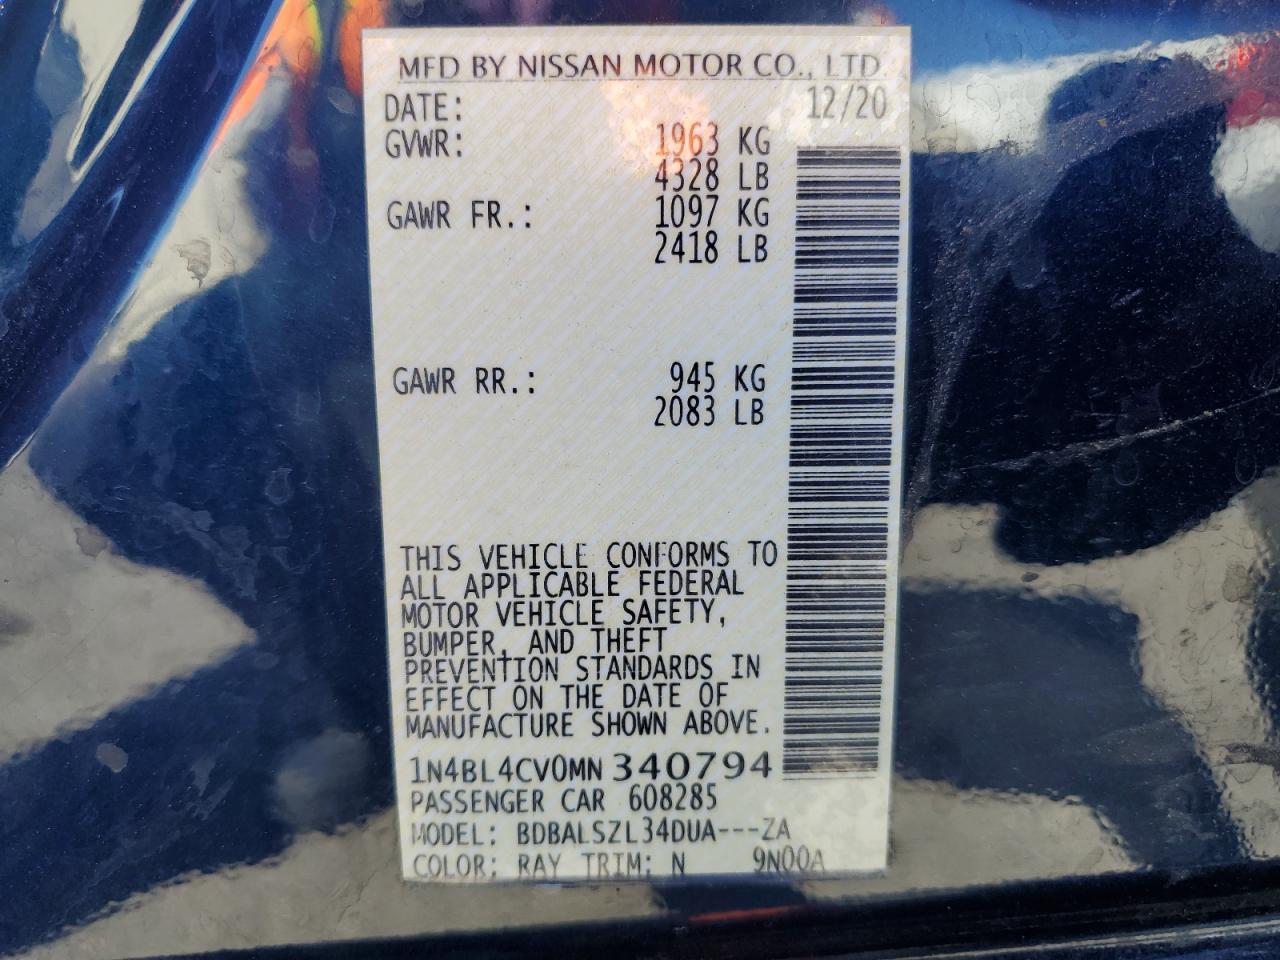 MFD BY NISSAN MOTOR CO., LTD.
DATE: 12/20
GVWR: 1963 KG
4328 LB
GAWR FR.: 1097 KG
2418 LB
GAWR RR.: 945 KG
2083 LB
THIS VEHICLE CONFORMS TO
ALL APPLICABLE FEDERAL
MOTOR VEHICLE SAFETY,
BUMPER, AND THEFT
PREVENTION STANDARDS IN
EFFECT ON THE DATE OF
MANUFACTURE SHOWN ABOVE.
1N4BL4CV0MN 340794
PASSENGER CAR 608285
MODEL: BDBALSZL34DUA---ZA
COLOR: RAY TRIM: N 9N00A